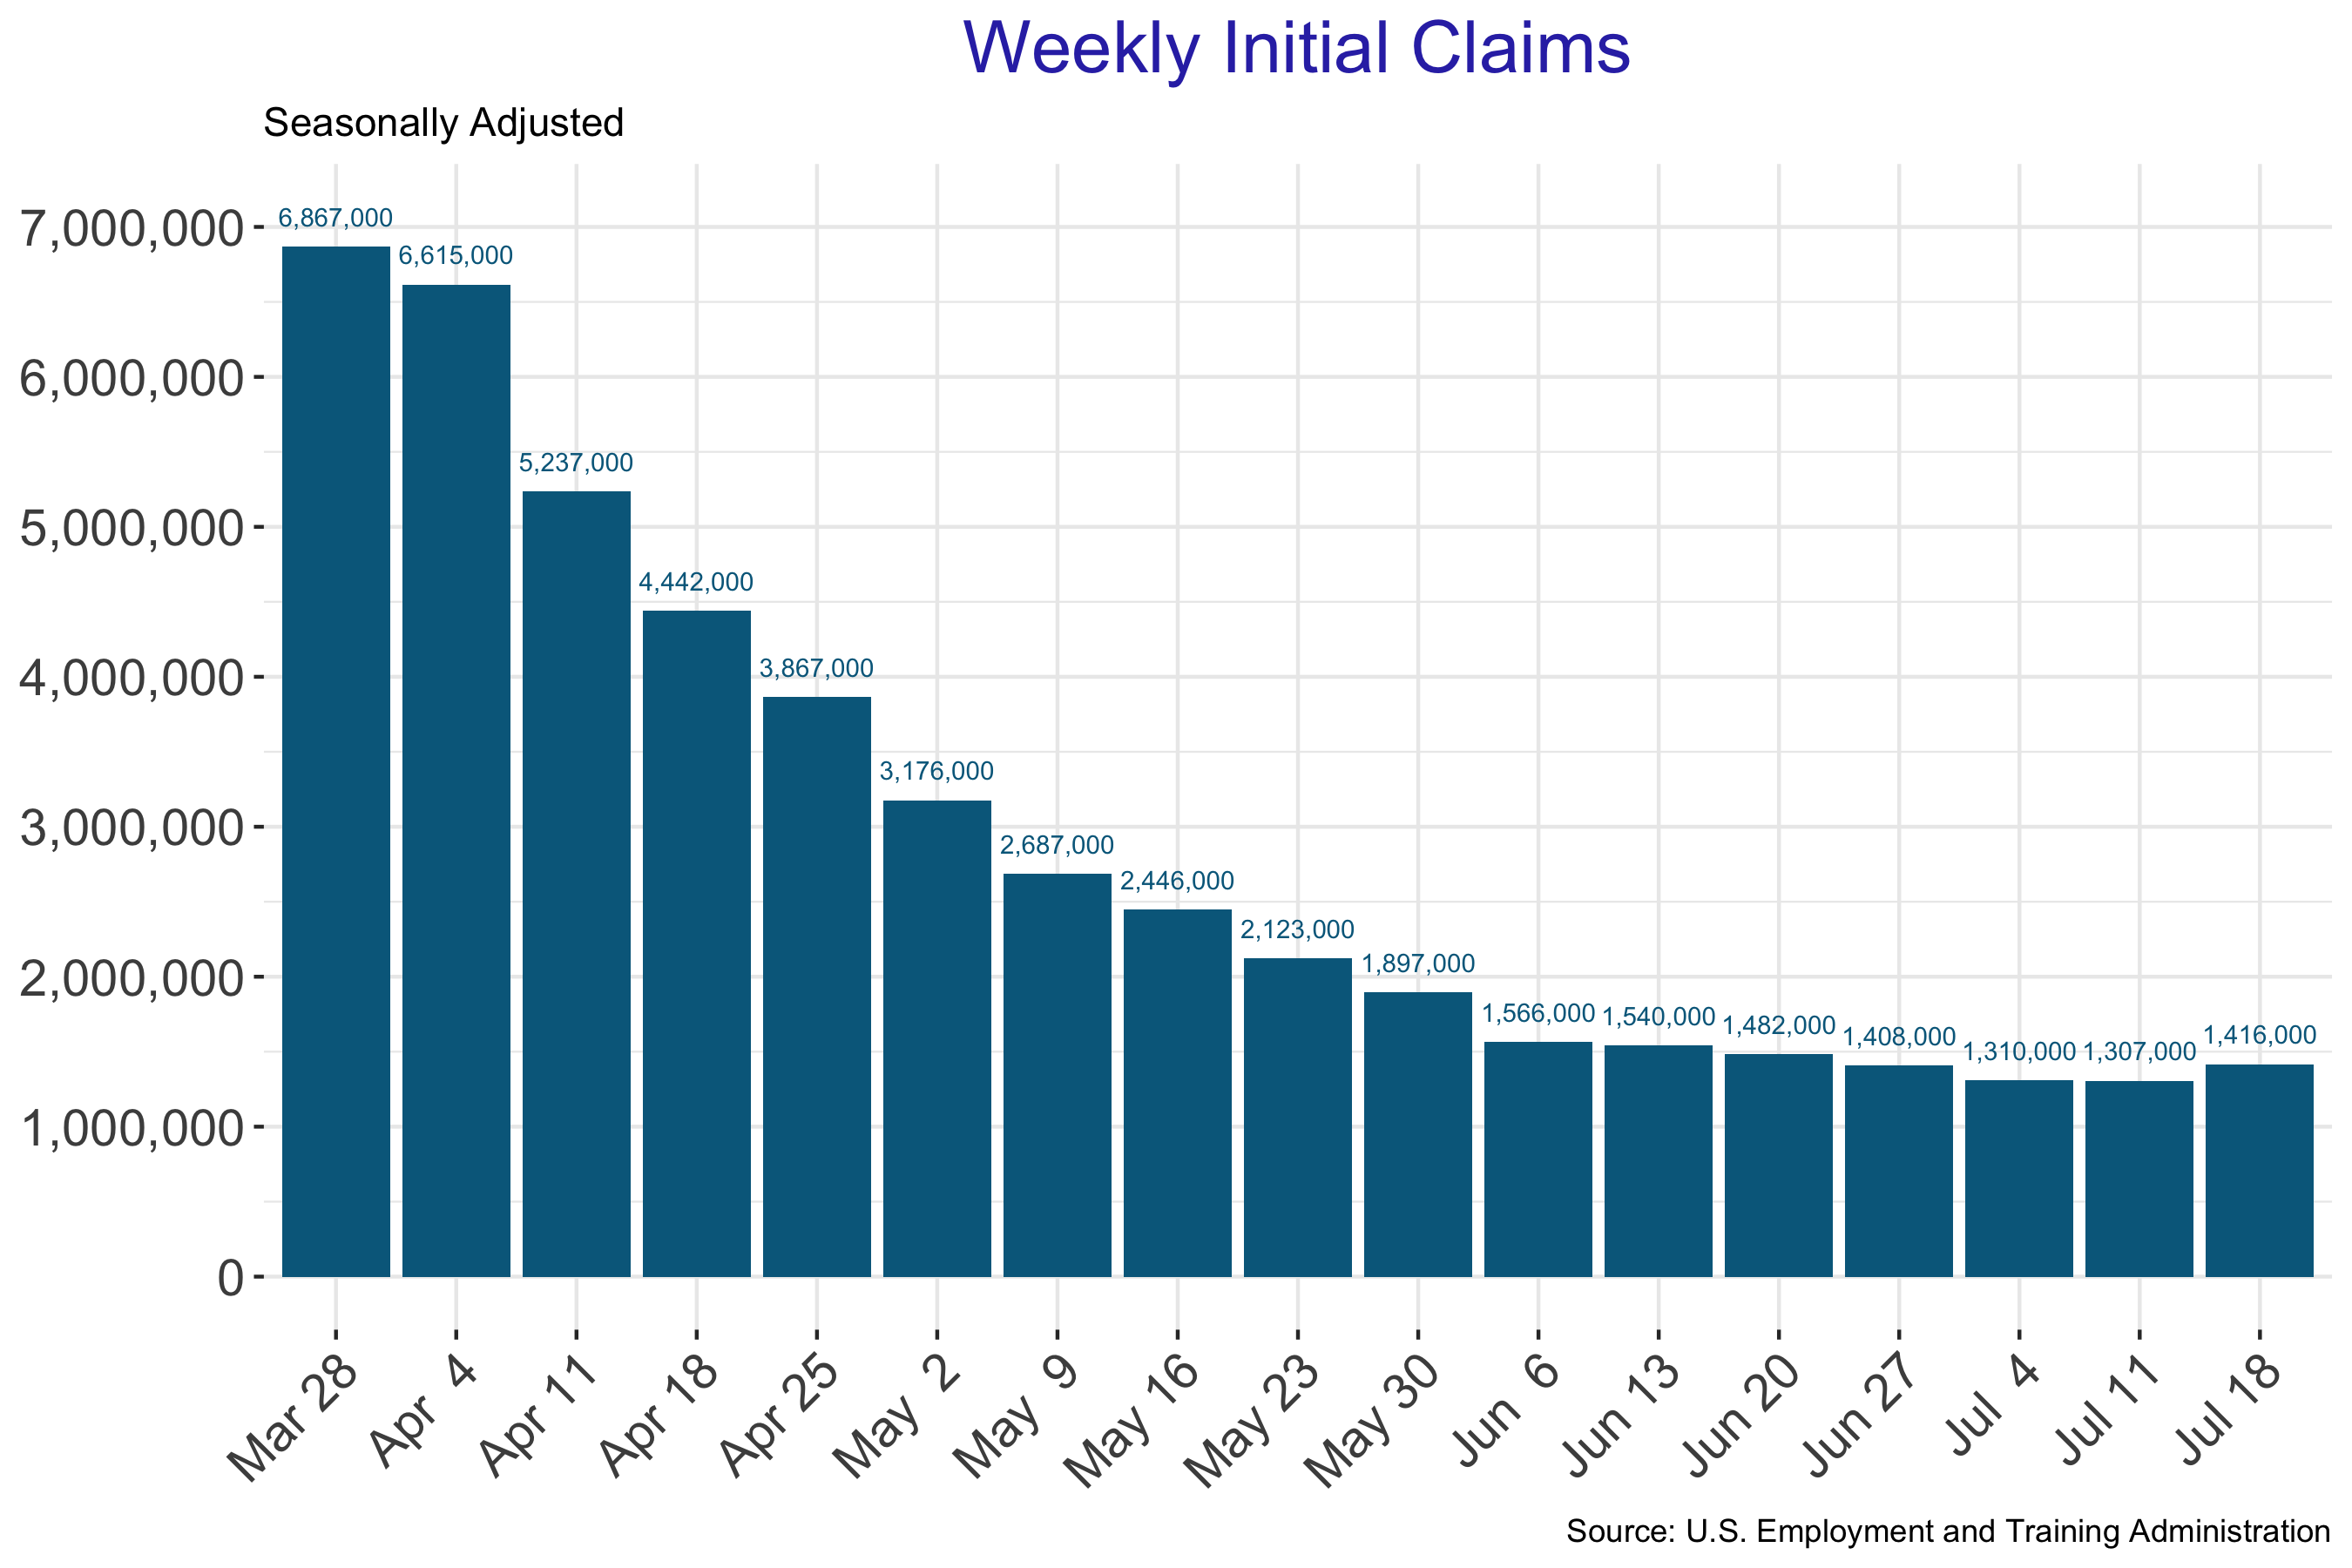 Weekly Initial Claims
Seasonally Adjusted
7,000,000
6,000,000
5,000,000
4,000,000
3,000,000
2,000,000
1,000,000
0
6,867,000
6,615,000
5,237,000
4,442,000
3,867,000
3,176,000
2,687,000
2,446,000
2,123,000
1,897,000
1,566,000
1,540,000
1,482,000
1,408,000
1,310,000
1,307,000
1,416,000
Mar 28
Apr 4
Apr 11
Apr 18
Apr 25
May 2
May 9
May 16
May 23
May 30
Jun 6
Jun 13
Jun 20
Jun 27
Jul 4
Jul 11
Jul 18
Source: U.S. Employment and Training Administration